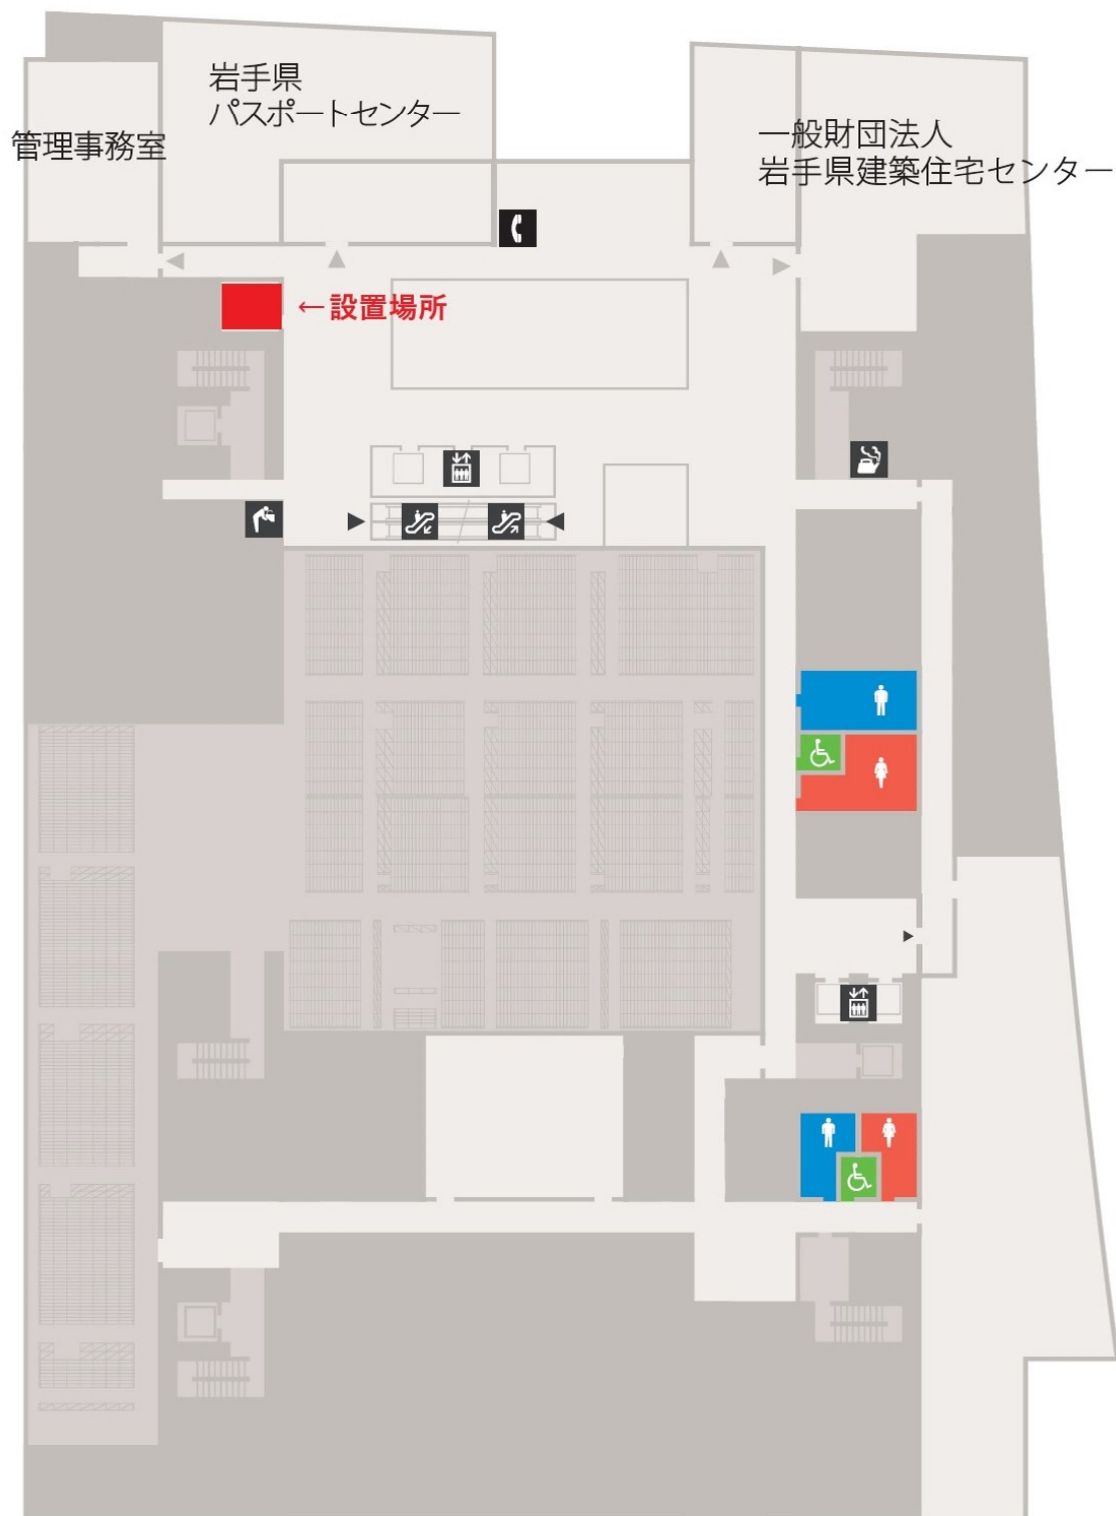 岩手県
パスポートセンター
管理事務室
一般財団法人
岩手県建築住宅センター
←設置場所